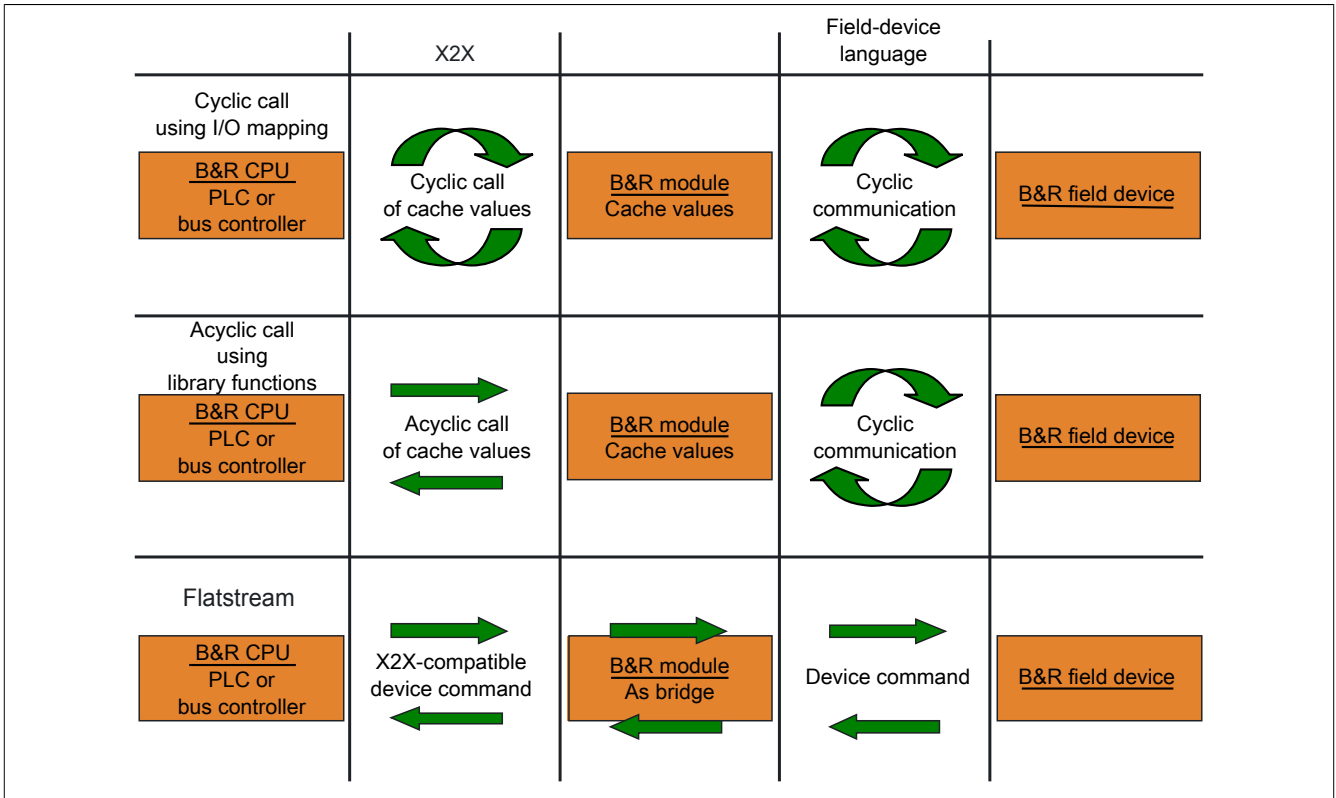 X2X
Field-device
language
Cyclic call
using I/O mapping
B&R CPU
PLC or
bus controller
Cyclic call
of cache values
B&R module
Cache values
Cyclic
communication
B&R field device
Acyclic call
using
library functions
B&R CPU
PLC or
bus controller
Acyclic call
of cache values
B&R module
Cache values
Cyclic
communication
B&R field device
Flatstream
B&R CPU
PLC or
bus controller
X2X-compatible
device command
B&R module
As bridge
Device command
B&R field device